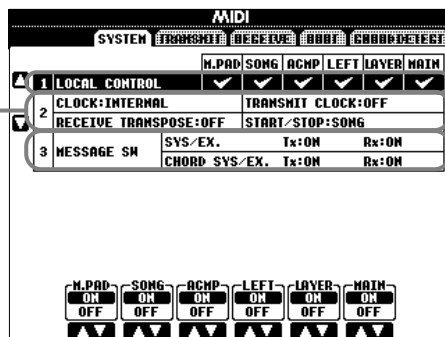 MIDI
SYSTEM TRANSMIT RECEIVE ROOT CHORD DETECT
M.PAD SONG ACMP LEFT LAYER MAIN
1 LOCAL CONTROL
2 CLOCK:INTERNAL TRANSMIT CLOCK:OFF
RECEIVE TRANSPOSE:OFF START/STOP:SONG
3 MESSAGE SW SYS/EX. Tx:ON Rx:ON
CHORD SYS/EX. Tx:ON Rx:ON
M.PAD SONG ACMP LEFT LAYER MAIN
ON ON ON ON ON ON
OFF OFF OFF OFF OFF OFF